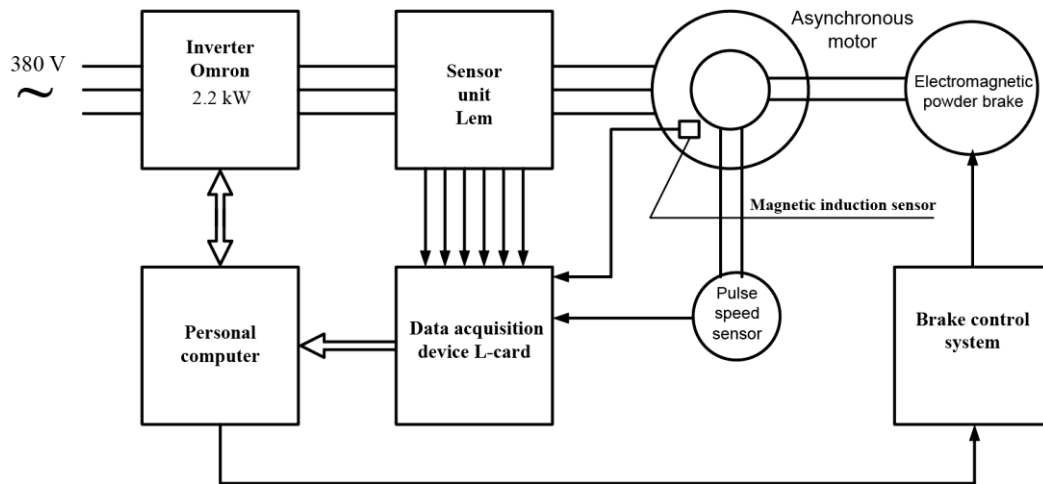 380 V
~
Inverter
Omron
2.2 kW
Sensor
unit
Lem
Asynchronous
motor
Electromagnetic
powder brake
Magnetic induction sensor
Personal
computer
Data acquisition
device L-card
Pulse
speed
sensor
Brake control
system